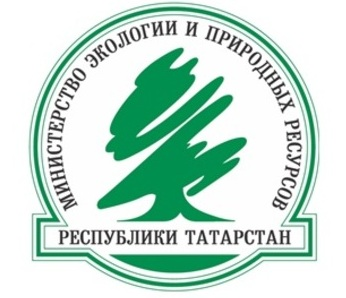 МИНИСТЕРСТВО ЭКОЛОГИИ И ПРИРОДНЫХ РЕСУРСОВ
РЕСПУБЛИКИ ТАТАРСТАН